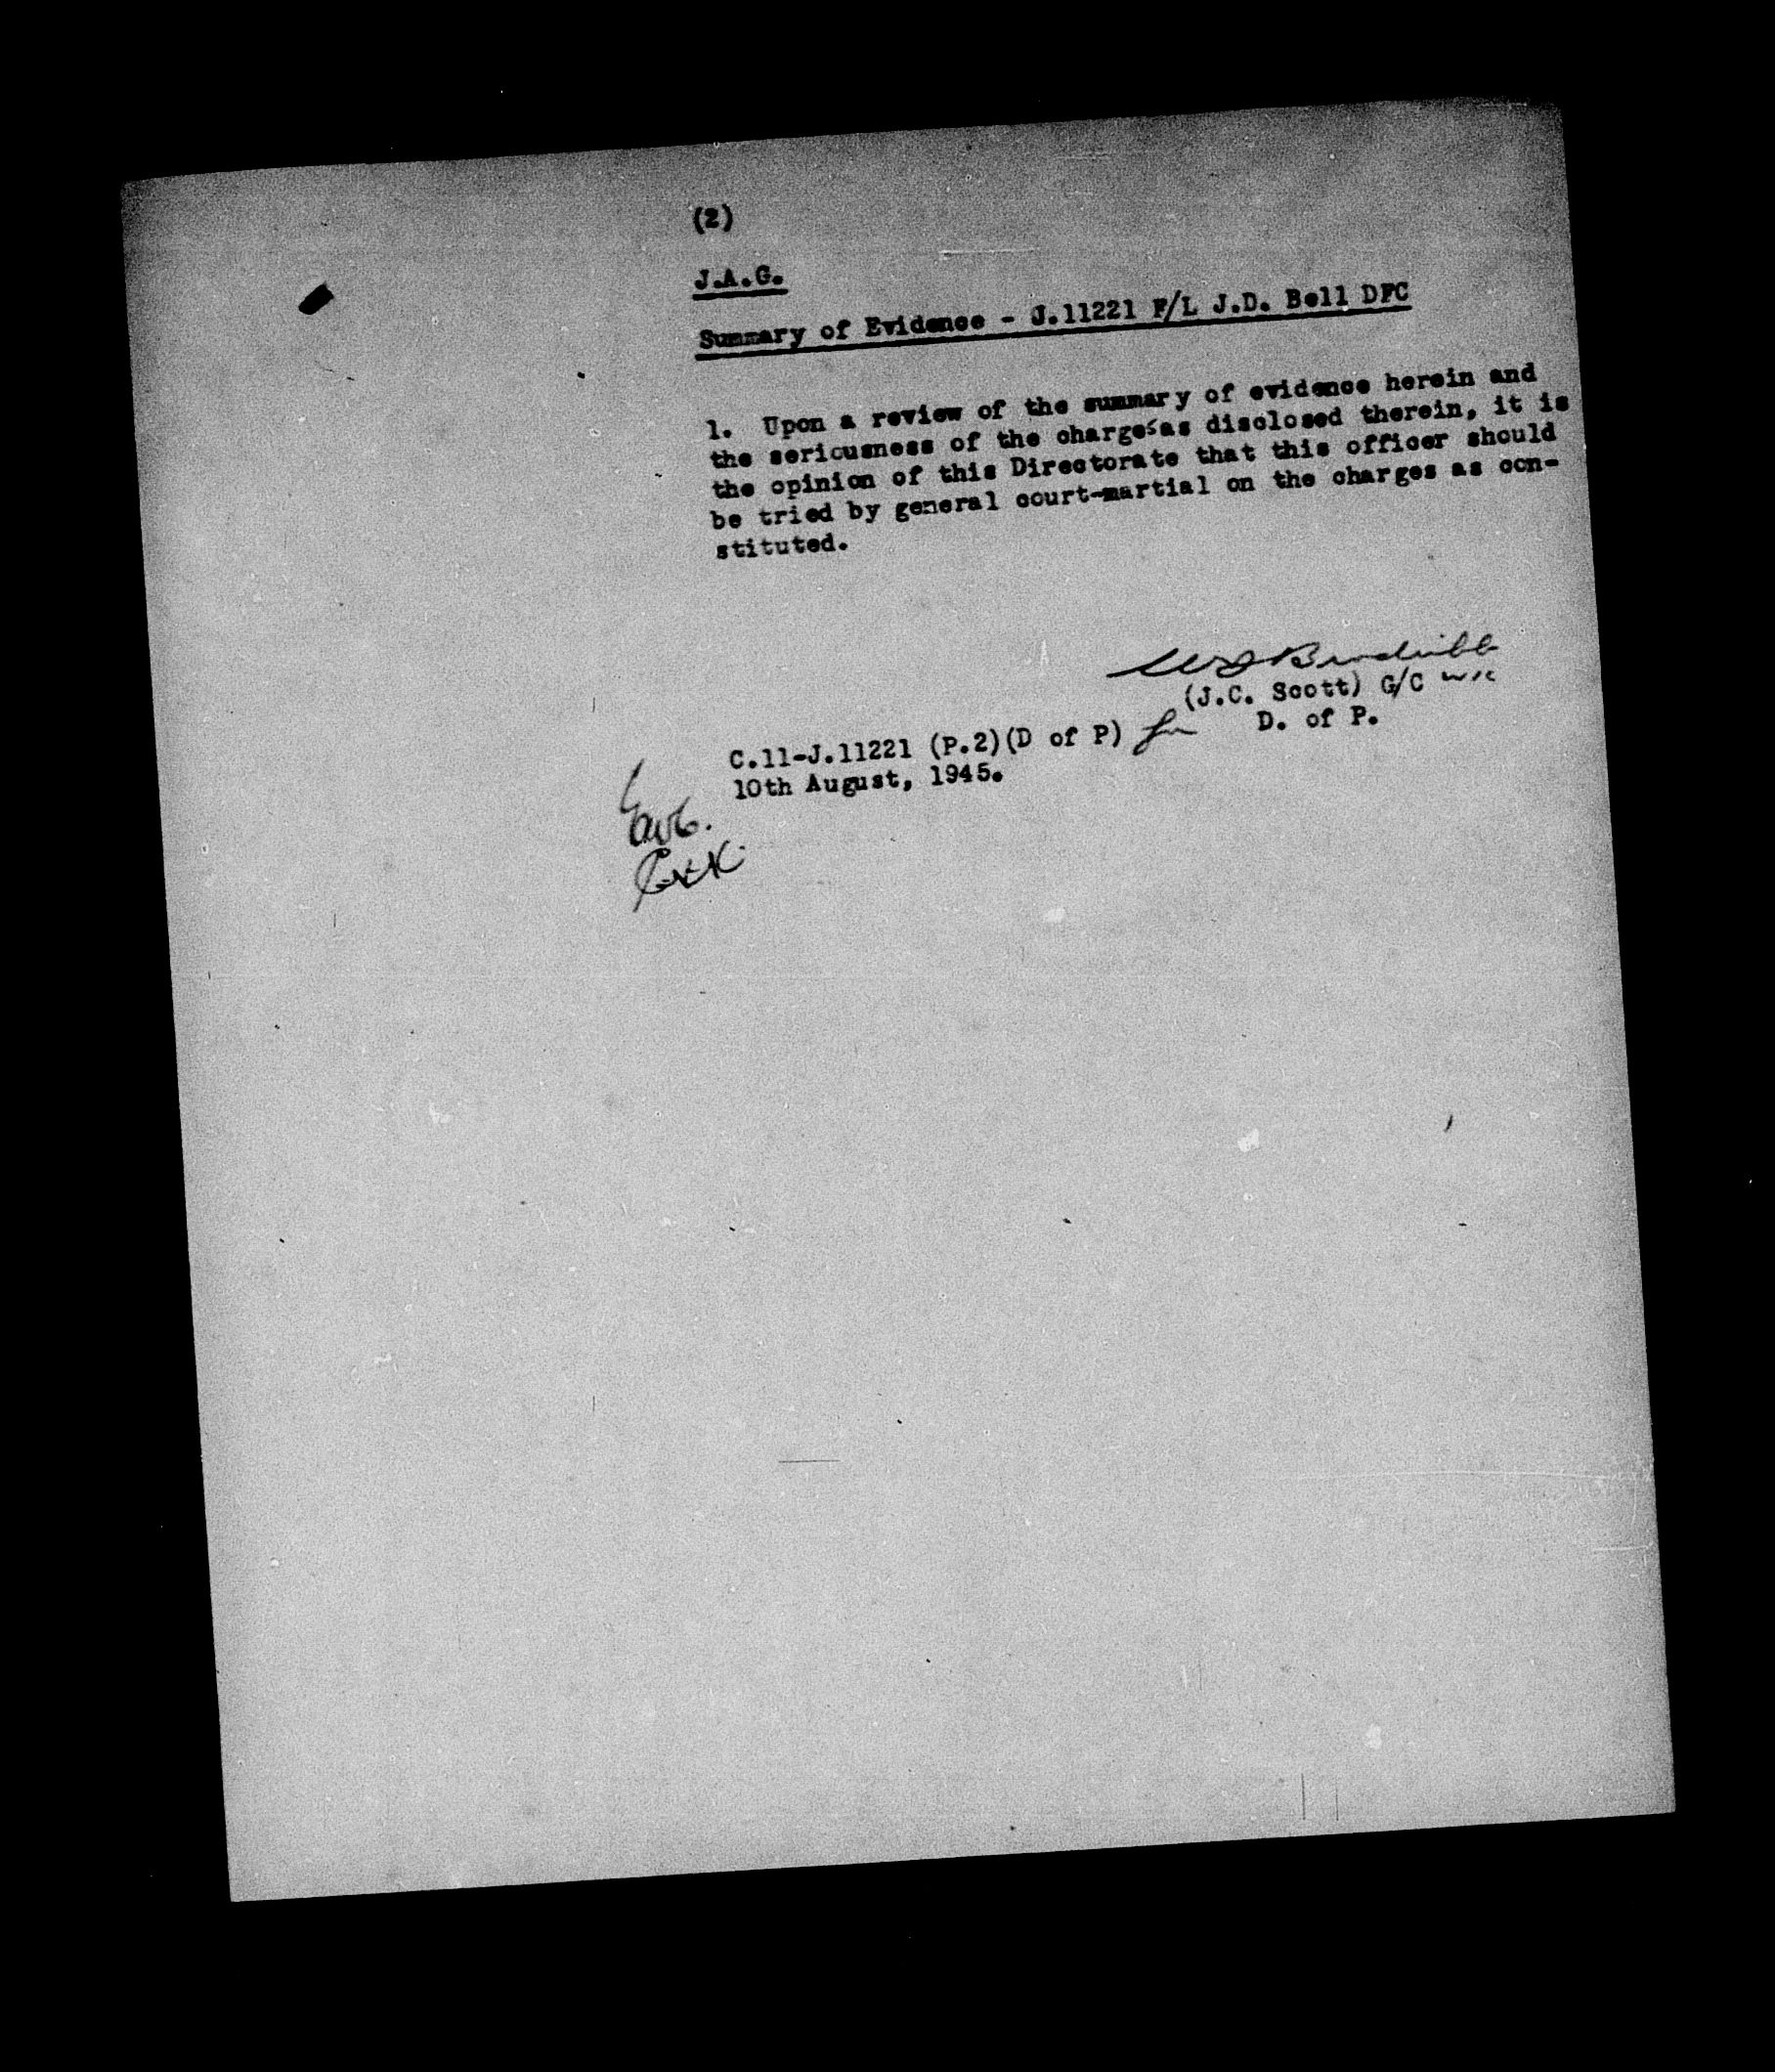 (2)
J.A.G.
Summary of Evidence - J.11221 F/L J.D. Bell DFC
1. Upon a review of the summary of evidence herein and
the seriousness of the charges as disclosed therein, it is
the opinion of this Directorate that this officer should
be tried by general court-martial on the charges as con-
stituted.
(J.C. Scott) G/C W/C
C.11-J.11221 (P.2)(D of P) for D. of P.
10th August, 1945.